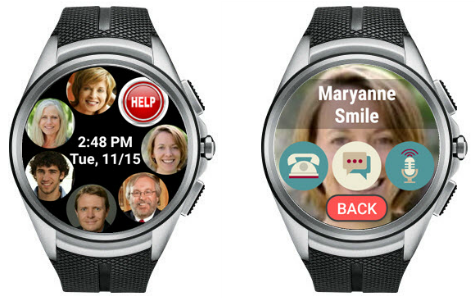 HELP
2:48 PM
Tue, 11/15
Maryanne
Smile
BACK